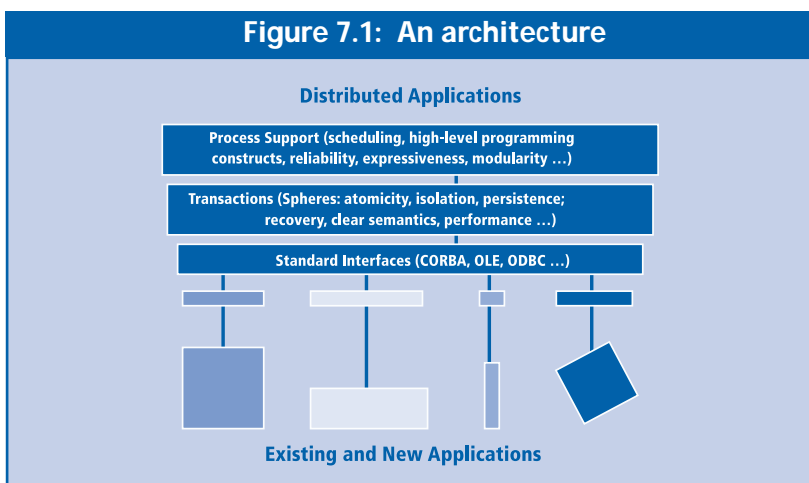 Figure 7.1: An architecture
Distributed Applications
Process Support (scheduling, high-level programming
constructs, reliability, expressiveness, modularity ...)
Transactions (Spheres: atomicity, isolation, persistence;
recovery, clear semantics, performance ...)
Standard Interfaces (CORBA, OLE, ODBC ...)
Existing and New Applications